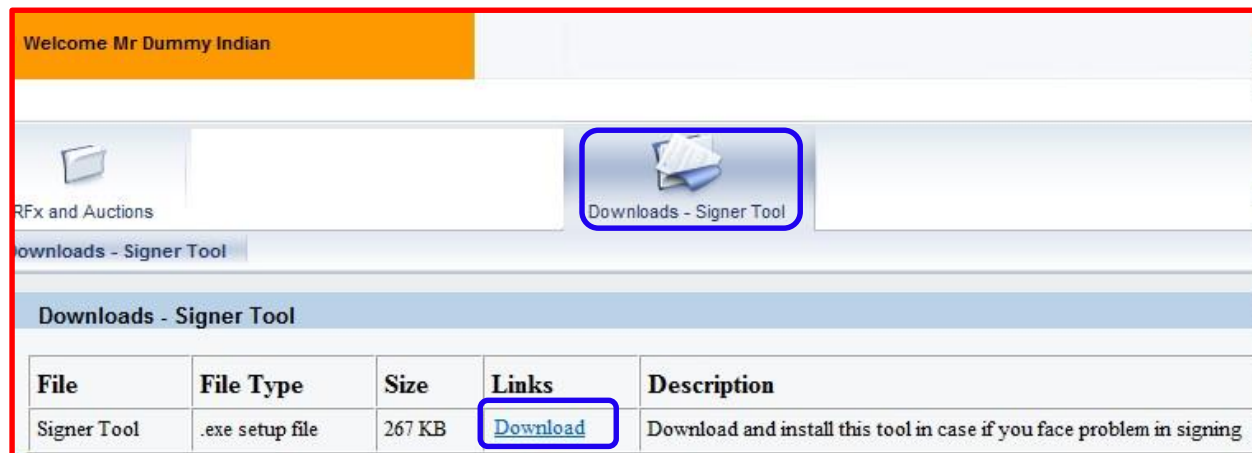 Welcome Mr Dummy Indian
RFx and Auctions
Downloads - Signer Tool
ownloads - Signer Tool
Downloads - Signer Tool
File File Type Size Links Description
Signer Tool .exe setup file 267 KB Download Download and install this tool in case if you face problem in signing